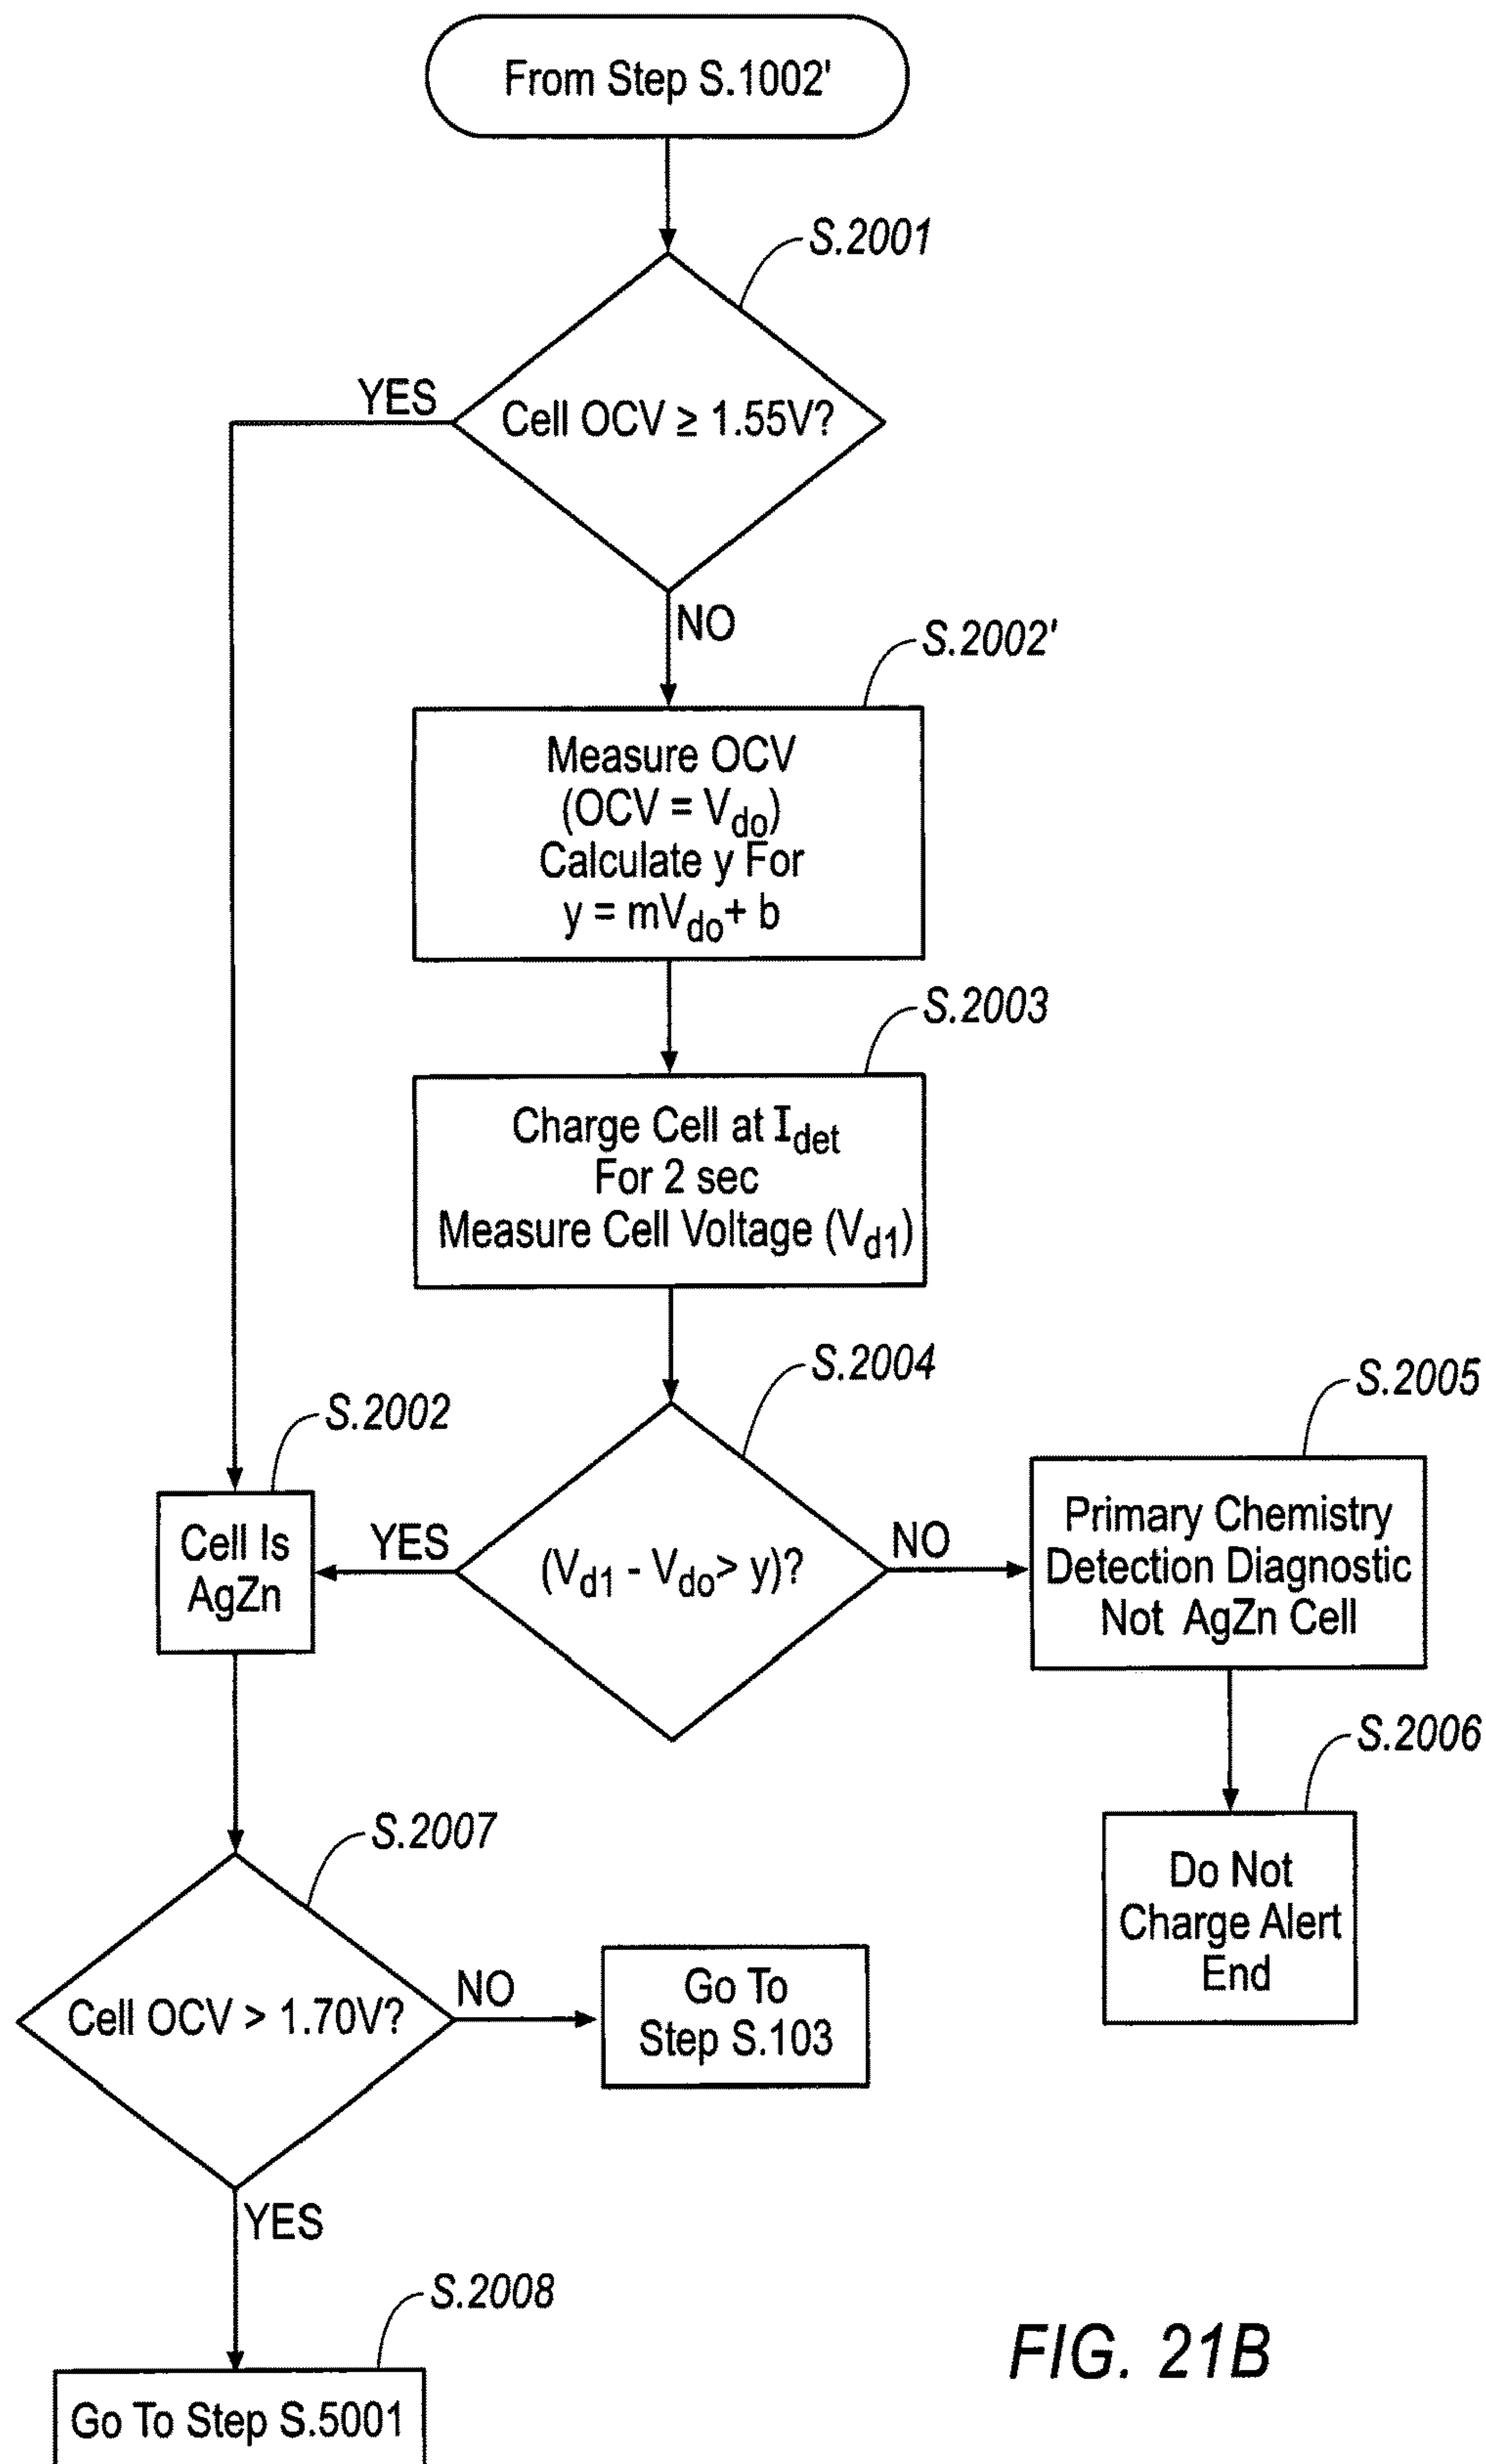 From Step S.1002'
S.2001
YES
Cell OCV ≥ 1.55V?
NO
S.2002'
Measure OCV
(OCV = Vdo)
Calculate y For
y = mVdo+ b
S.2003
Charge Cell at Idet
For 2 sec
Measure Cell Voltage (Vd1)
S.2004
S.2005
S.2002
Cell Is
AgZn
YES
(Vd1 - Vdo> y)?
NO
Primary Chemistry
Detection Diagnostic
Not AgZn Cell
S.2006
Do Not
Charge Alert
End
S.2007
Cell OCV > 1.70V?
NO
Go To
Step S.103
YES
S.2008
Go To Step S.5001
FIG. 21B